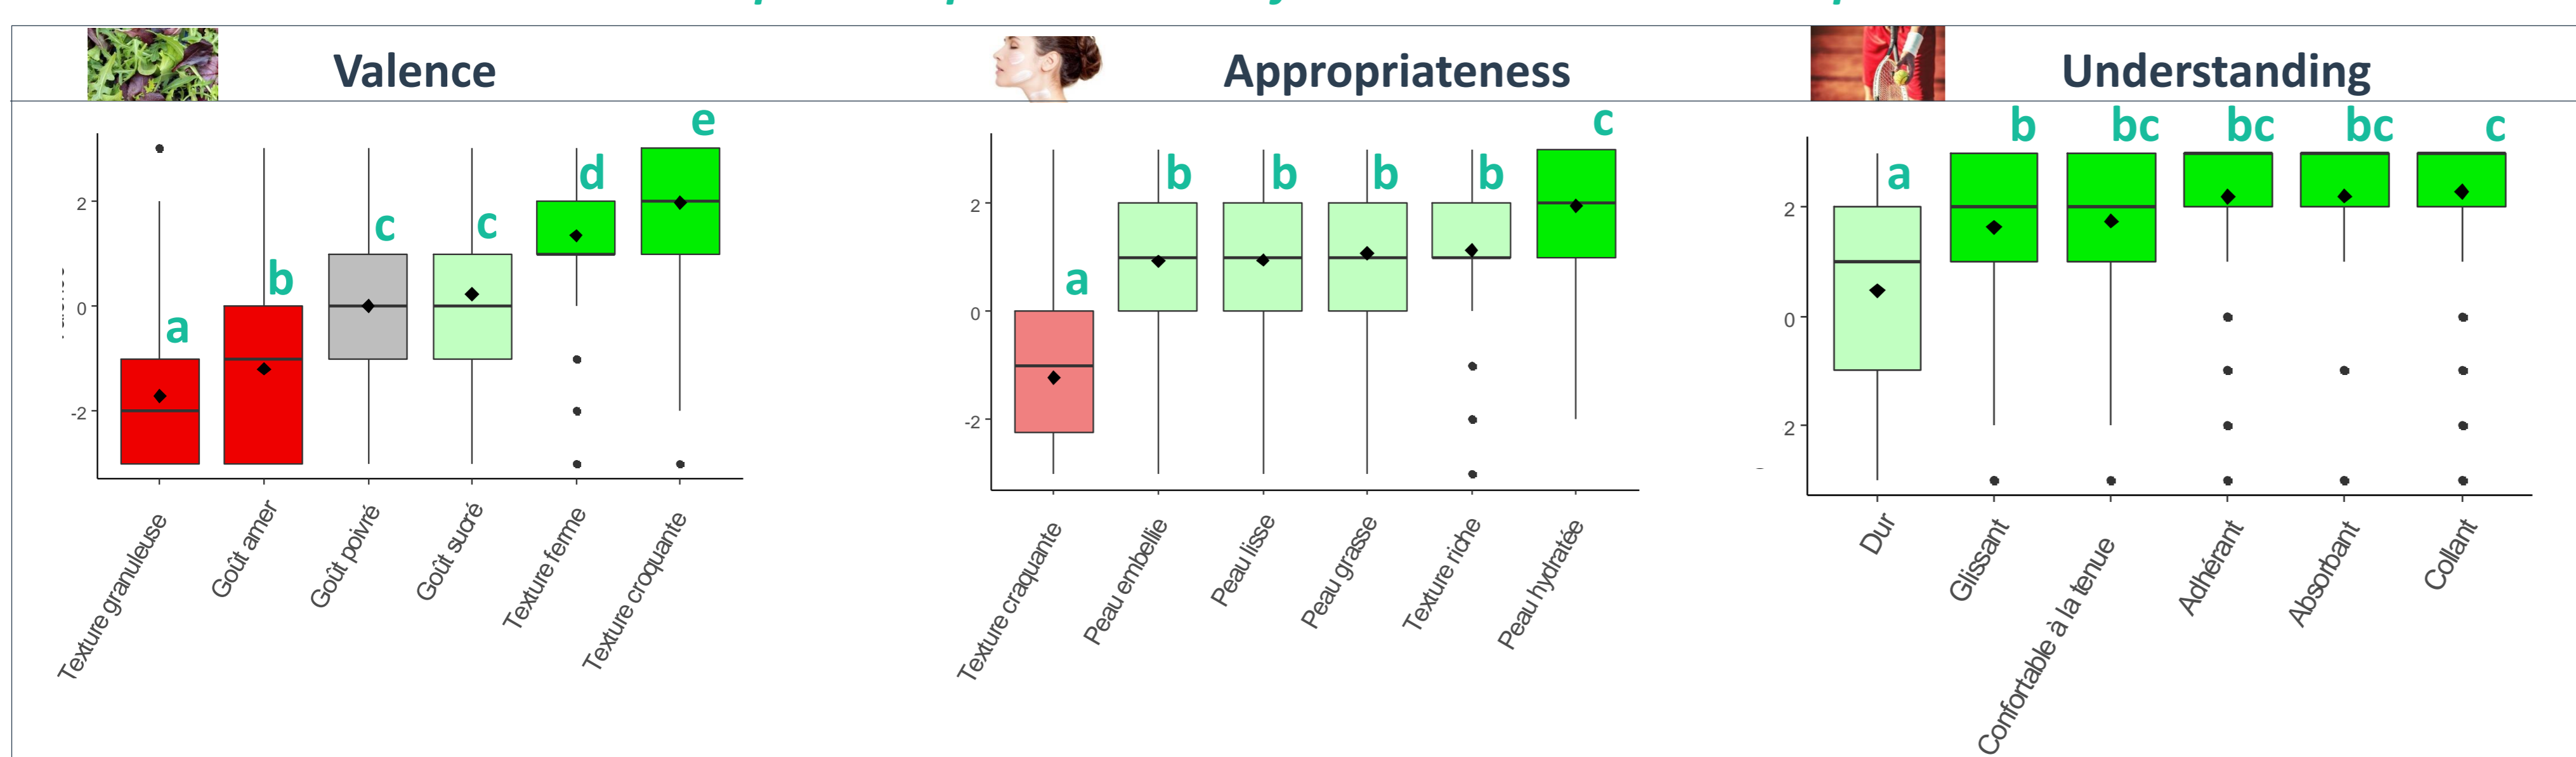 Valence
Appropriateness
Understanding
a
b
c
c
d
e
2
0
-2
Texture granuleuse
Goût amer
Goût poivré
Goût sucré
Texture ferme
Texture croquante
a
b
b
b
b
c
2
0
-2
Texture craquante
Peau embellie
Peau lisse
Peau grasse
Texture riche
Peau hydratée
a
b
bc
bc
bc
c
2
0
2
Dur
Glissant
Confortable à la tenue
Adhérant
Absorbant
Collant